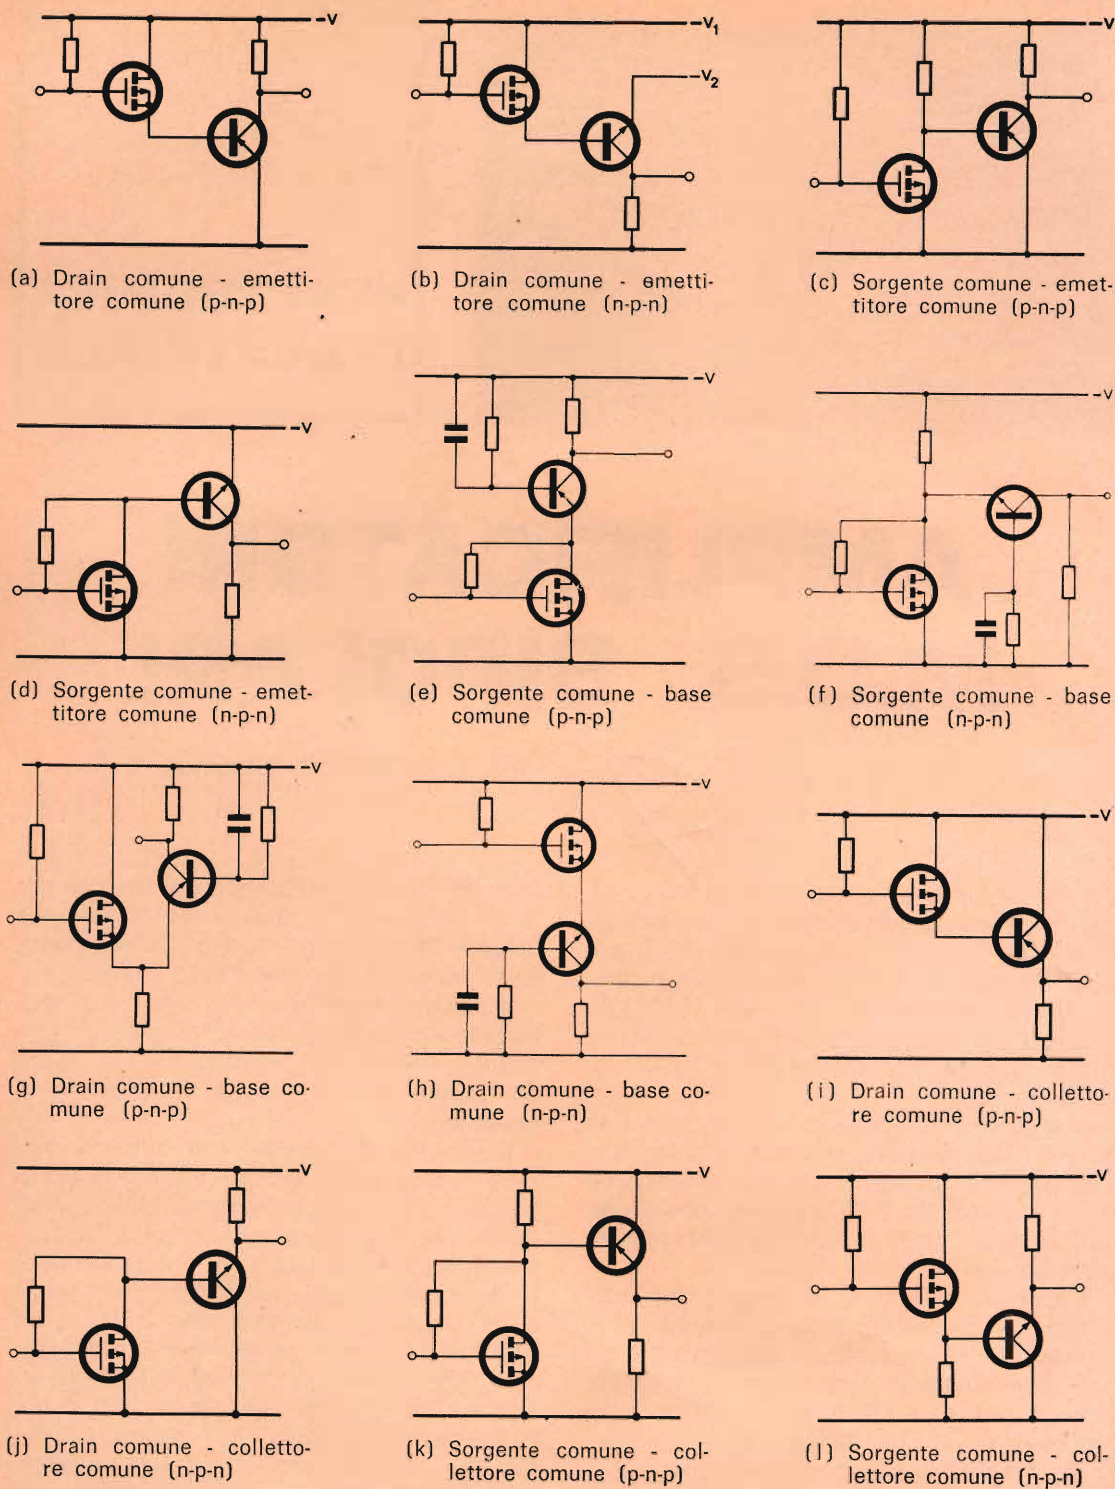 -V
-V1
-V2
-V
(a) Drain comune - emetti-
tore comune (p-n-p)
(b) Drain comune - emetti-
tore comune (n-p-n)
(c) Sorgente comune - emet-
titore comune (p-n-p)
-V
-V
-V
(d) Sorgente comune - emet-
titore comune (n-p-n)
(e) Sorgente comune - base
comune (p-n-p)
(f) Sorgente comune - base
comune (n-p-n)
-V
-V
-V
(g) Drain comune - base co-
mune (p-n-p)
(h) Drain comune - base co-
mune (n-p-n)
(i) Drain comune - colletto-
re comune (p-n-p)
-V
-V
-V
(j) Drain comune - colletto-
re comune (n-p-n)
(k) Sorgente comune - col-
lettore comune (p-n-p)
(l) Sorgente comune - col-
lettore comune (n-p-n)